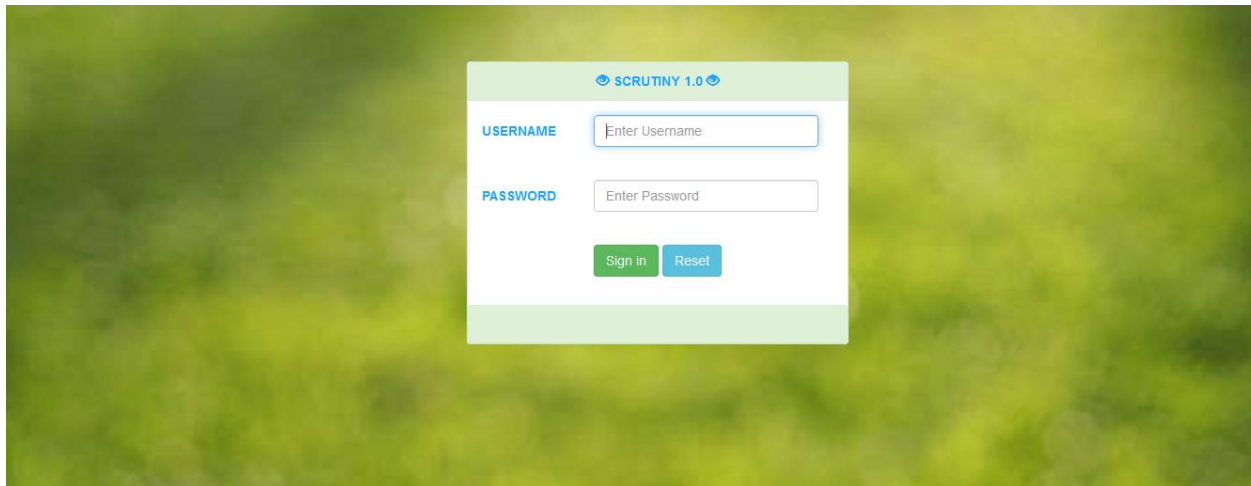 SCRUTINY 1.0
USERNAME Enter Username
PASSWORD Enter Password
Sign in Reset